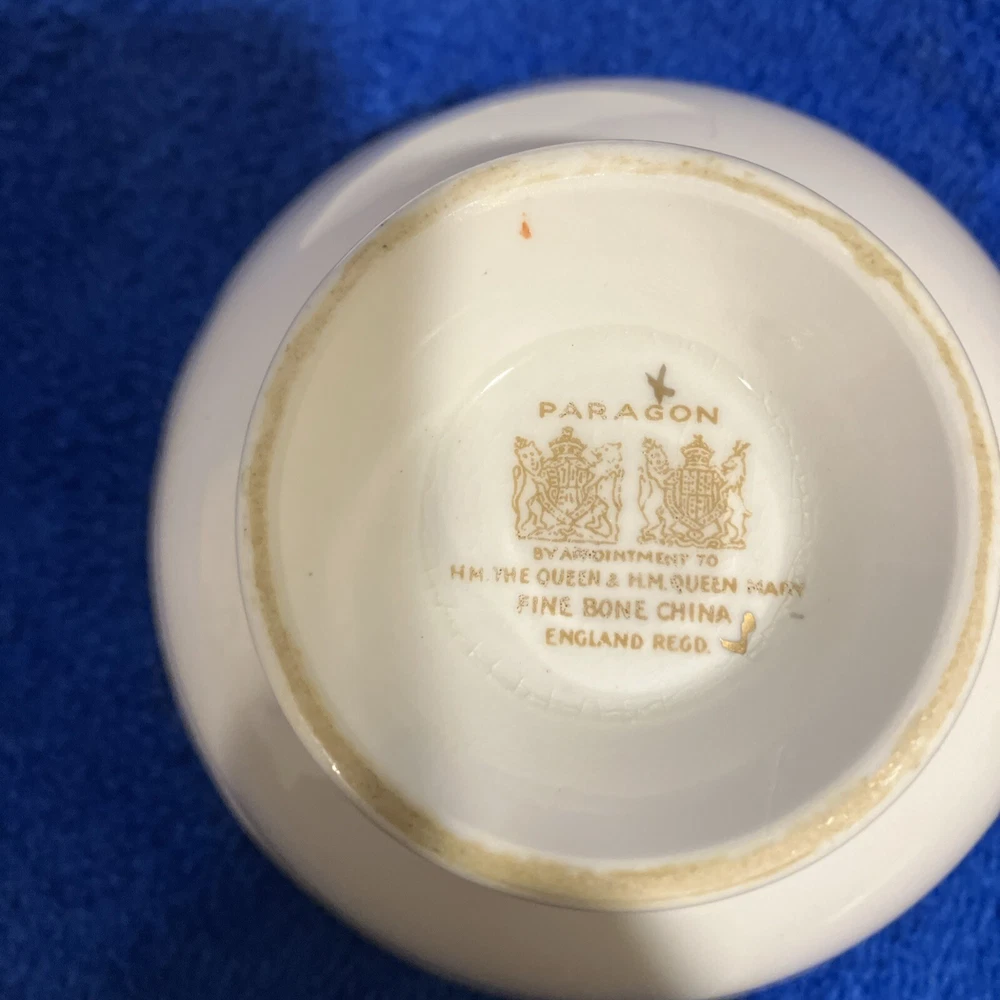 PARAGON
BY APPOINTMENT TO
H.M. THE QUEEN & H.M. QUEEN MARY
FINE BONE CHINA
ENGLAND REGD.